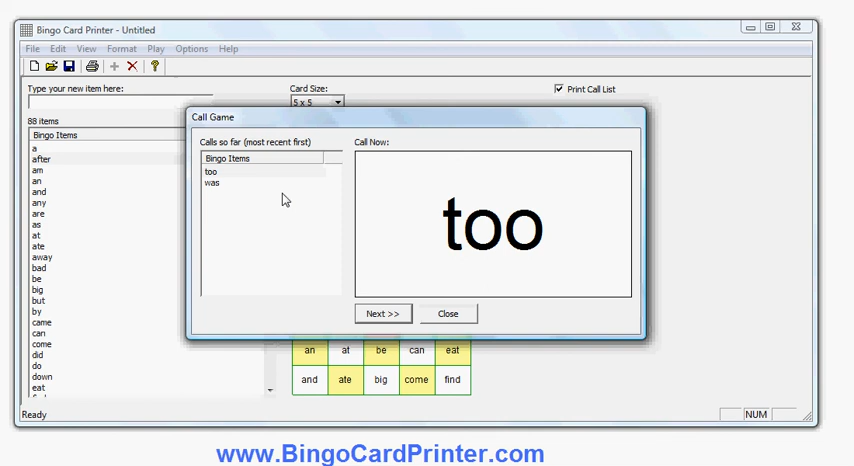 Bingo Card Printer - Untitled
File Edit View Format Play Options Help
Type your new item here:
Card Size:
5 x 5
Print Call List
88 items
Bingo Items
a
after
am
an
and
any
are
as
at
ate
away
bad
be
big
but
by
came
can
come
did
do
down
eat
Call Game
Calls so far (most recent first)
Bingo Items
too
was
Call Now:
too
Next >>
Close
an at be can eat
and ate big come find
Ready
NUM
www.BingoCardPrinter.com